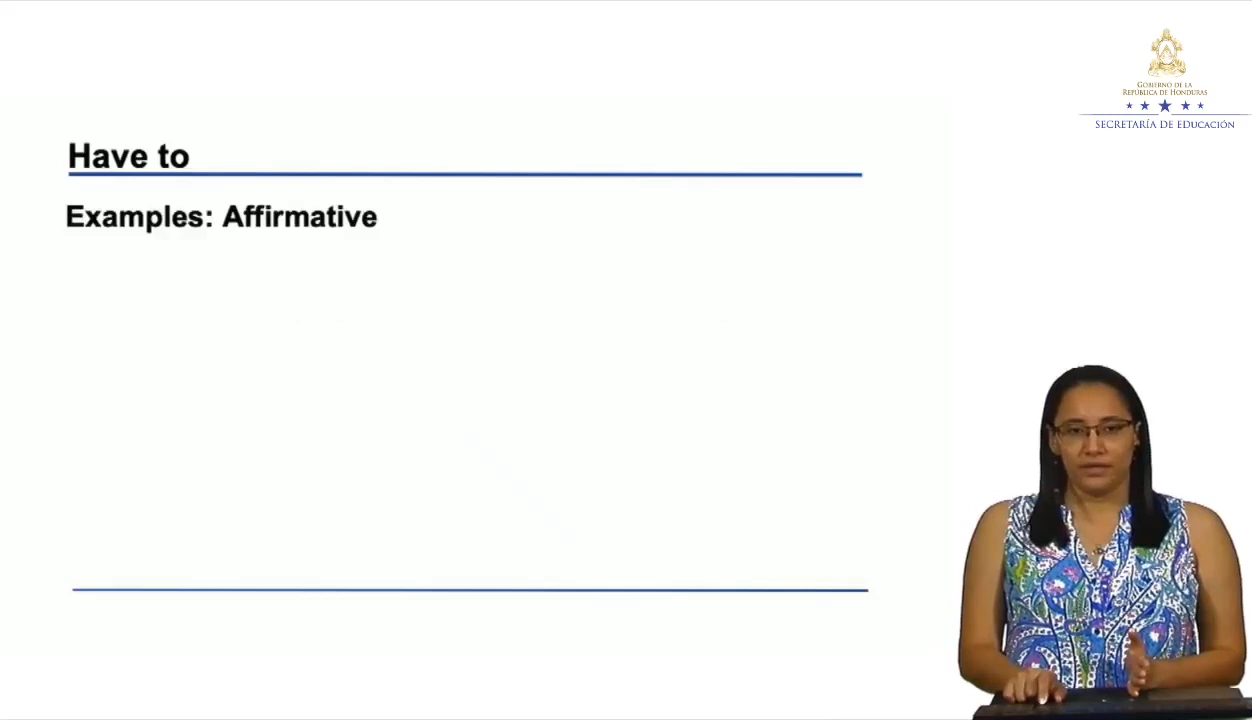 GOBIERNO DE LA
REPÚBLICA DE HONDURAS
SECRETARÍA DE EDUCACIÓN
Have to
Examples: Affirmative